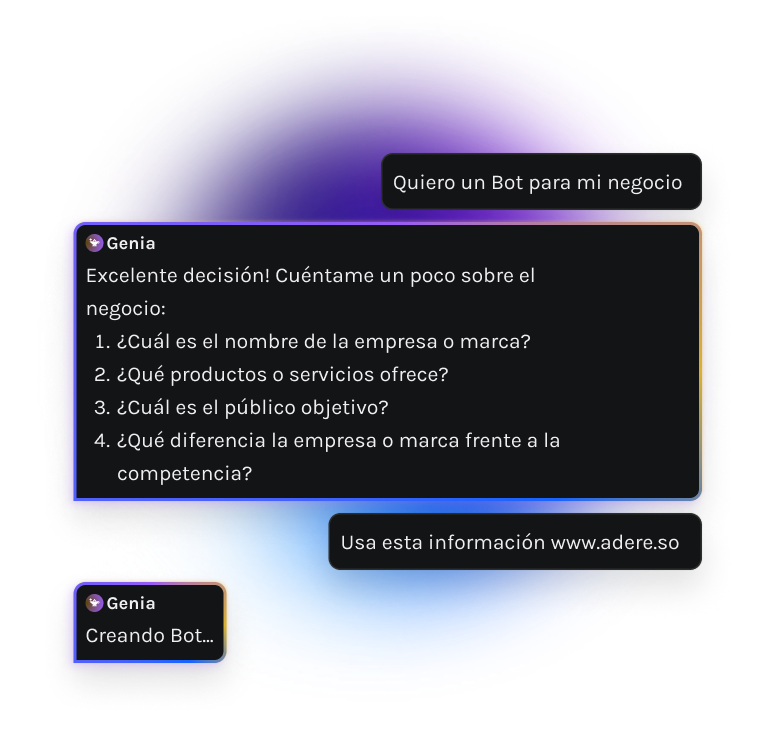 Quiero un Bot para mi negocio
Genia
Excelente decisión! Cuéntame un poco sobre el
negocio:
1. ¿Cuál es el nombre de la empresa o marca?
2. ¿Qué productos o servicios ofrece?
3. ¿Cuál es el público objetivo?
4. ¿Qué diferencia la empresa o marca frente a la
competencia?
Usa esta información www.adere.so
Genia
Creando Bot...